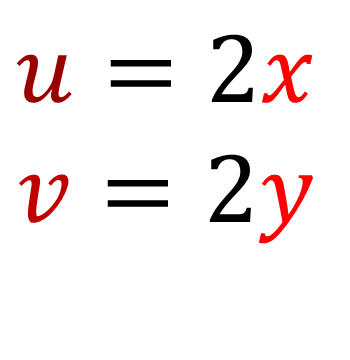 u = 2x
v = 2y